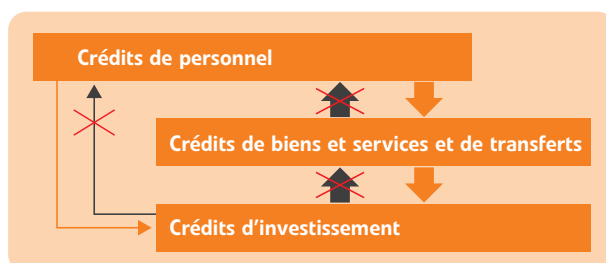 Crédits de personnel
Crédits de biens et services et de transferts
Crédits d’investissement